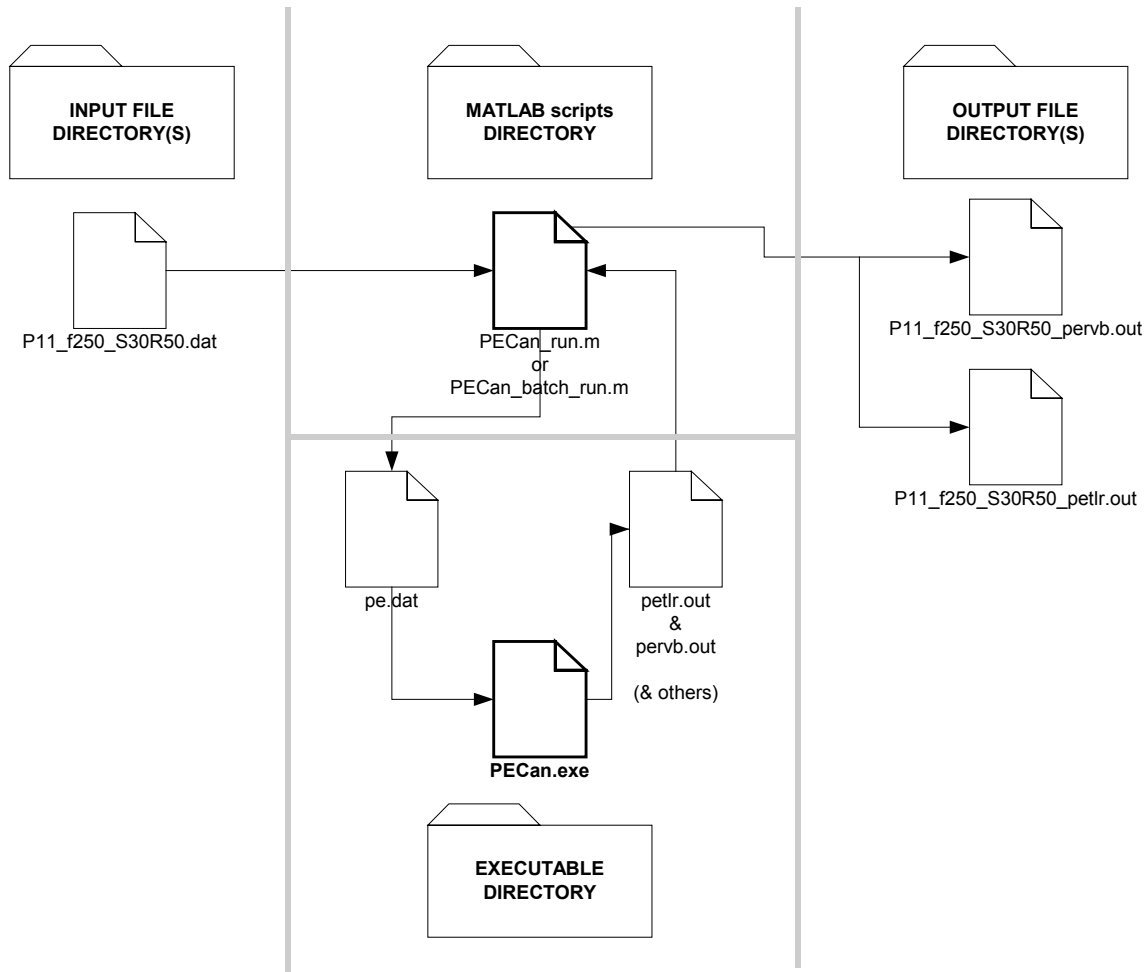 INPUT FILE
DIRECTORY(S)
MATLAB scripts
DIRECTORY
OUTPUT FILE
DIRECTORY(S)
P11_f250_S30R50.dat
PECan_run.m
or
PECan_batch_run.m
P11_f250_S30R50_pervb.out
P11_f250_S30R50_petlr.out
pe.dat
petlr.out
&
pervb.out
(& others)
PECan.exe
EXECUTABLE
DIRECTORY